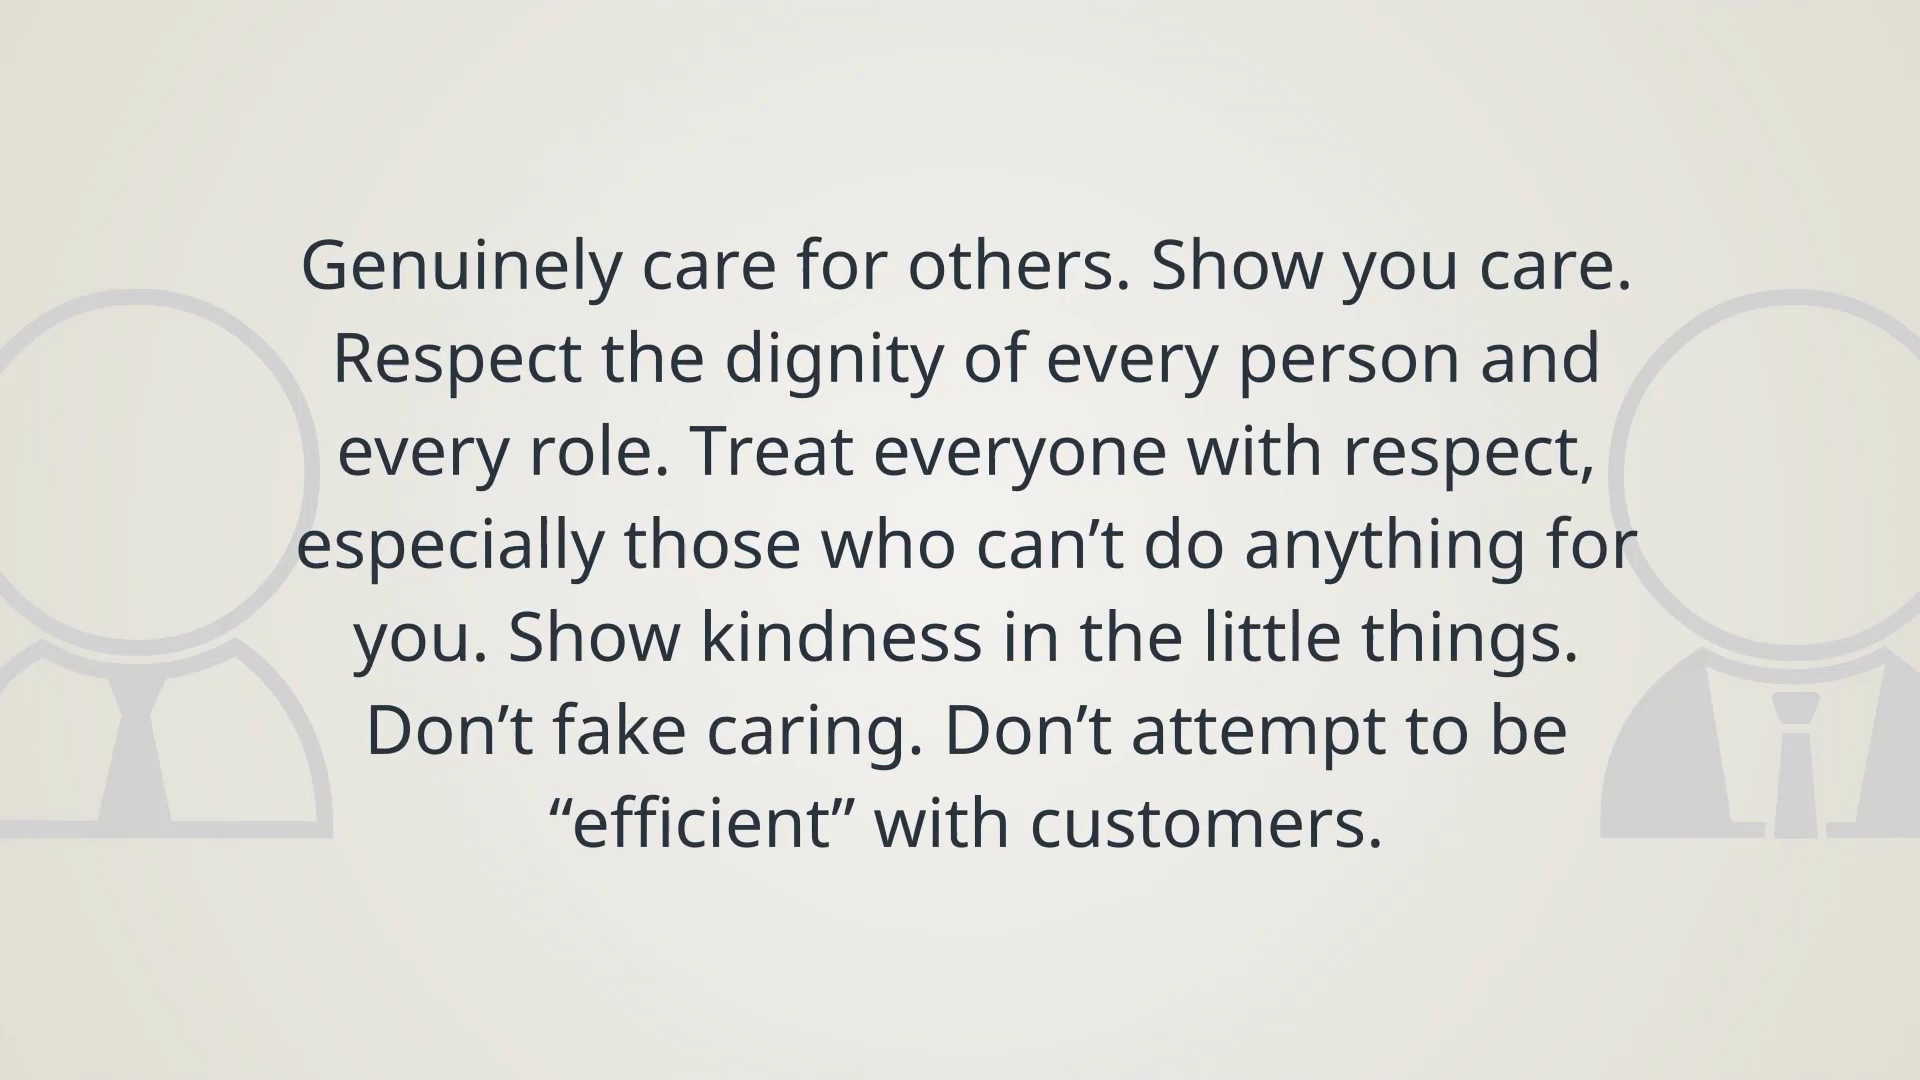 Genuinely care for others. Show you care.
Respect the dignity of every person and
every role. Treat everyone with respect,
especially those who can’t do anything for
you. Show kindness in the little things.
Don’t fake caring. Don’t attempt to be
“efficient” with customers.